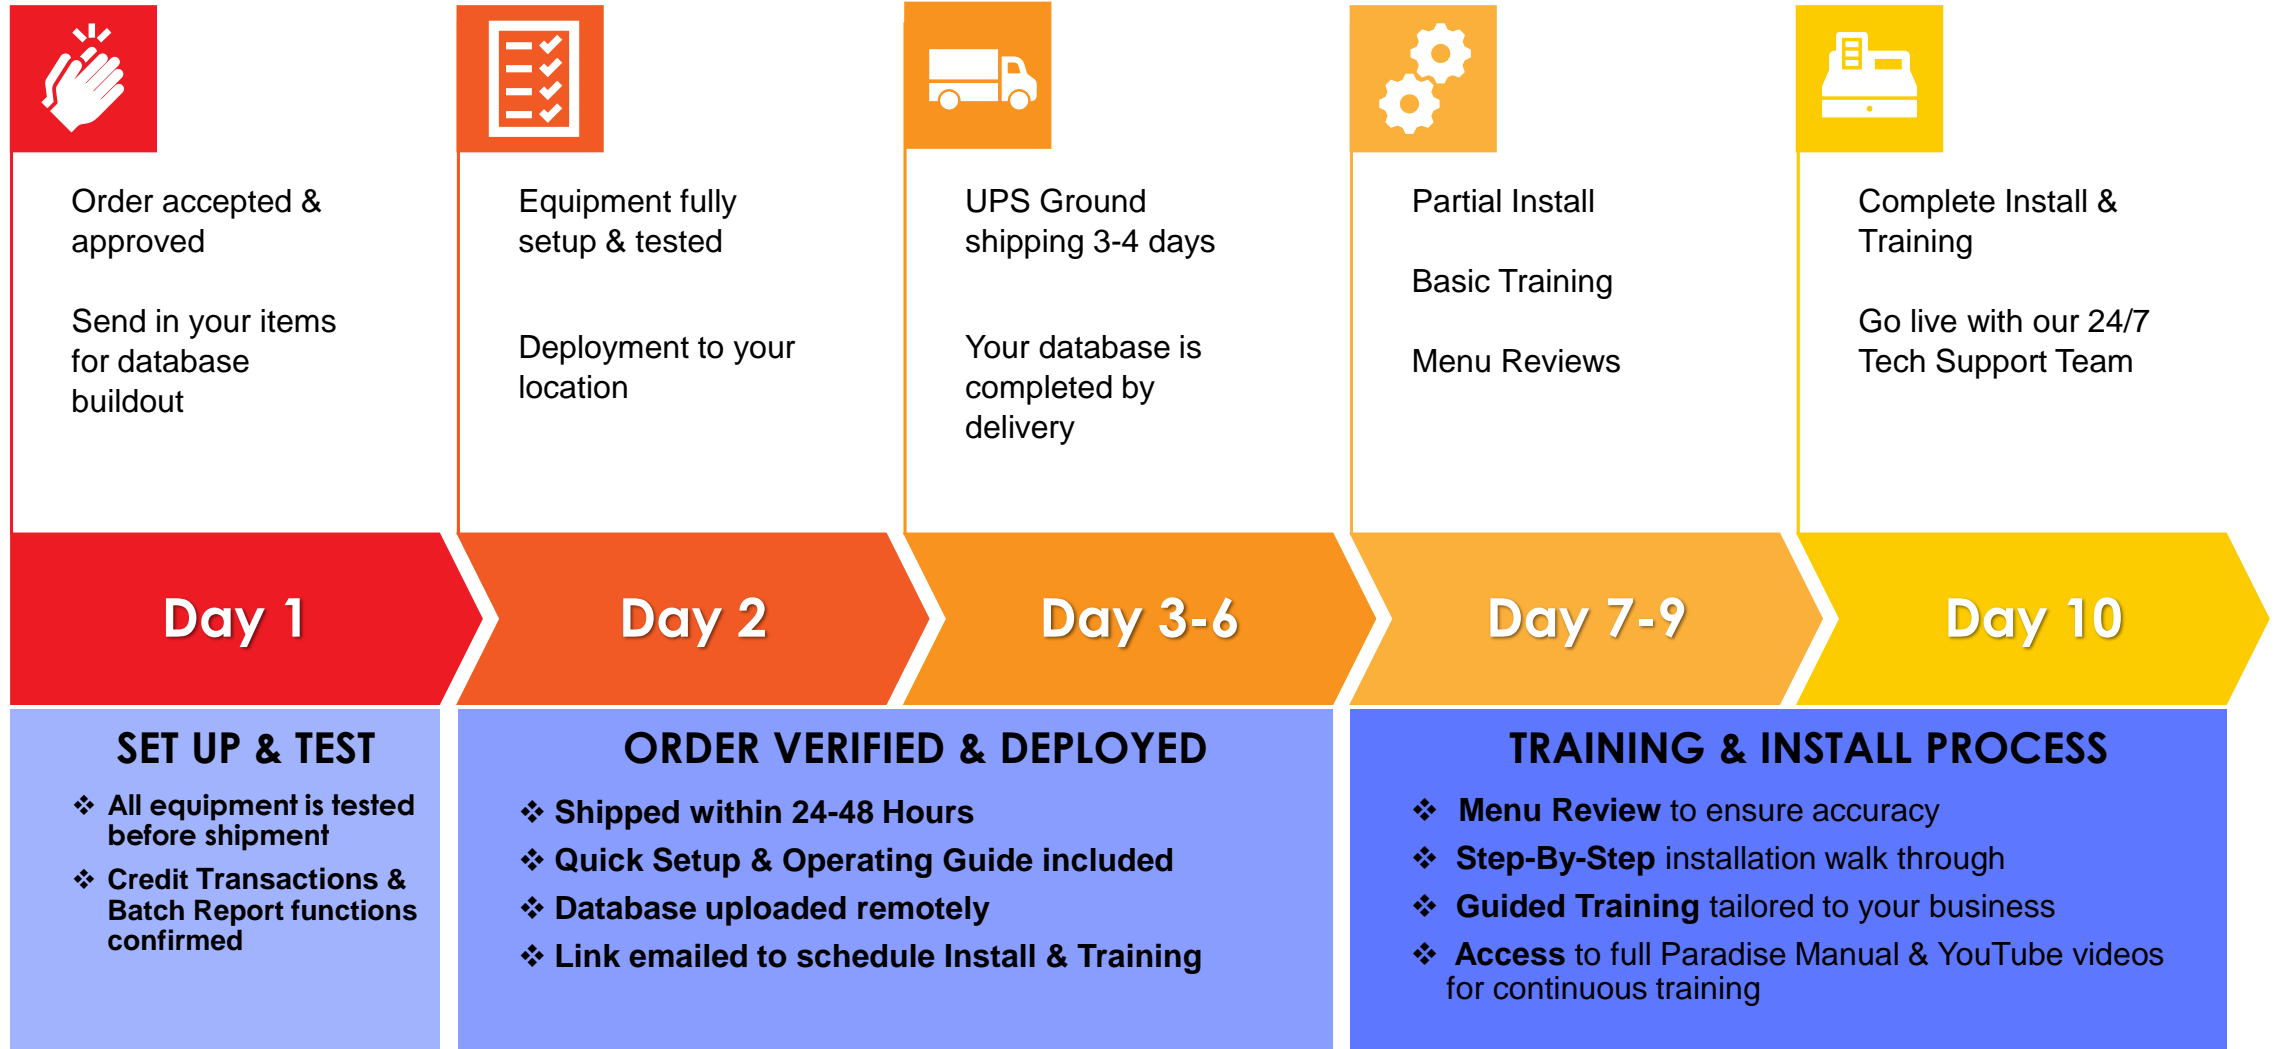 Order accepted &
approved
Send in your items
for database
buildout
Equipment fully
setup & tested
Deployment to your
location
UPS Ground
shipping 3-4 days
Your database is
completed by
delivery
Partial Install
Basic Training
Menu Reviews
Complete Install &
Training
Go live with our 24/7
Tech Support Team
Day 1
Day 2
Day 3-6
Day 7-9
Day 10
SET UP & TEST
❖ All equipment is tested
before shipment
❖ Credit Transactions &
Batch Report functions
confirmed
ORDER VERIFIED & DEPLOYED
❖ Shipped within 24-48 Hours
❖ Quick Setup & Operating Guide included
❖ Database uploaded remotely
❖ Link emailed to schedule Install & Training
TRAINING & INSTALL PROCESS
❖ Menu Review to ensure accuracy
❖ Step-By-Step installation walk through
❖ Guided Training tailored to your business
❖ Access to full Paradise Manual & YouTube videos
for continuous training